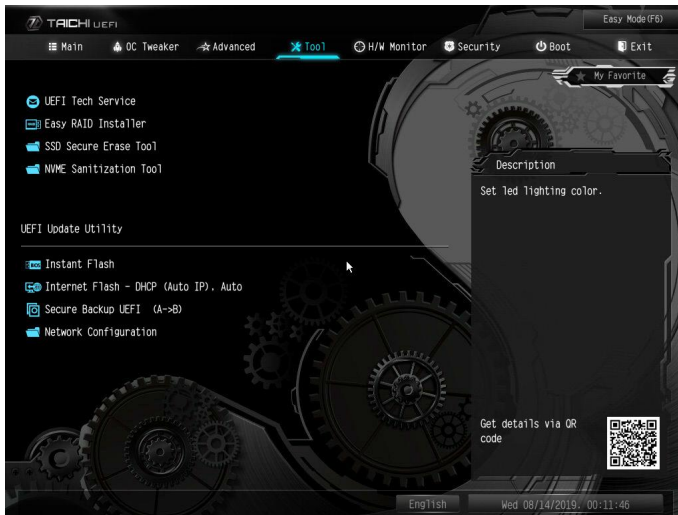 TAICHI UEFI
Easy Mode(F6)
Main
OC Tweaker
Advanced
Tool
H/W Monitor
Security
Boot
Exit
My Favorite
UEFI Tech Service
Easy RAID Installer
SSD Secure Erase Tool
NVME Sanitization Tool
UEFI Update Utility
Instant Flash
Internet Flash - DHCP (Auto IP). Auto
Secure Backup UEFI (A->B)
Network Configuration
Description
Set led lighting color.
Get details via QR
code
English
Wed 08/14/2019. 00:11:46